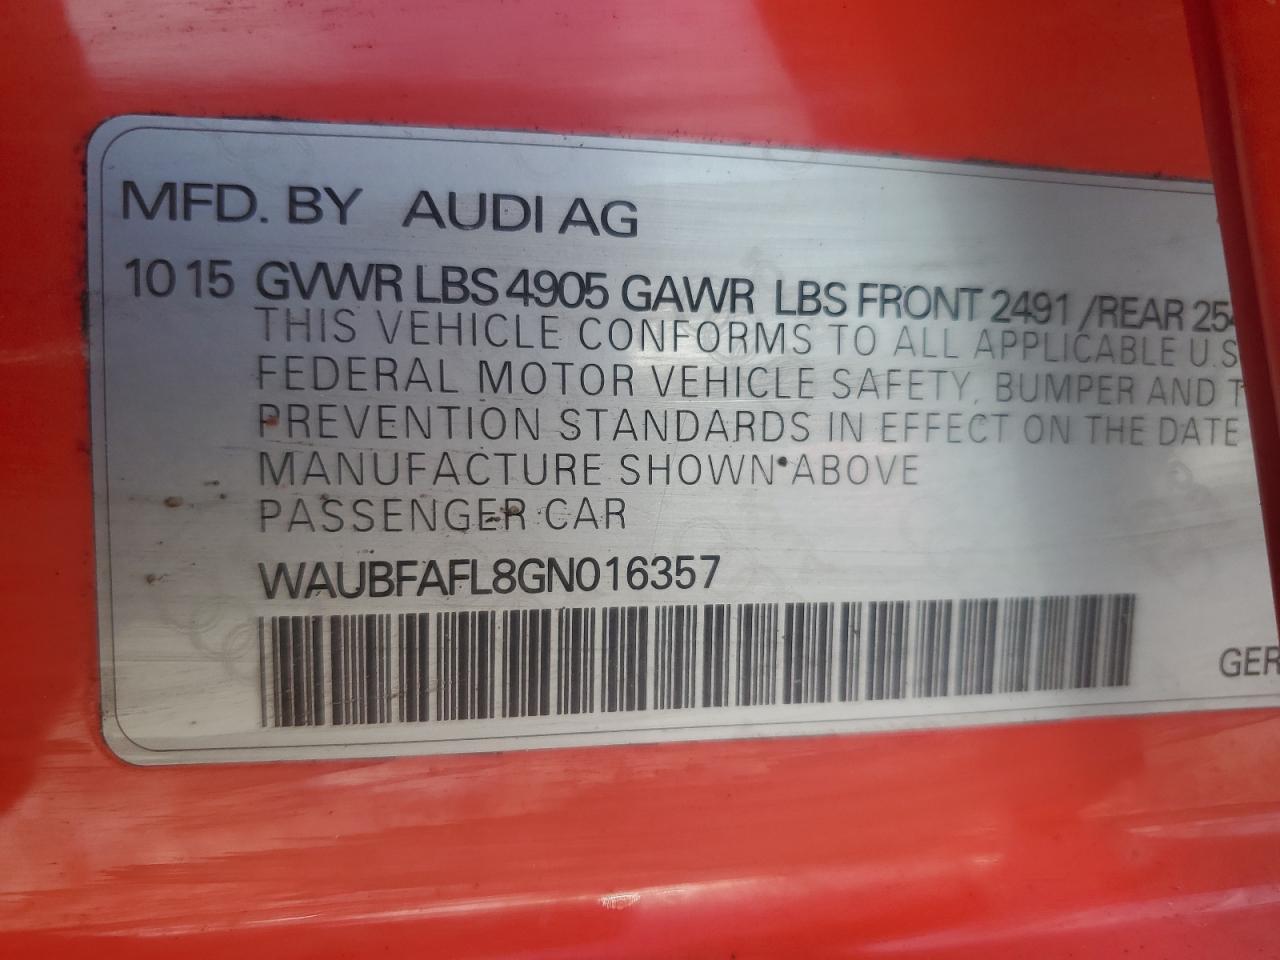 MFD. BY AUDI AG
10 15 GVWR LBS 4905 GAWR LBS FRONT 2491 /REAR
THIS VEHICLE CONFORMS TO ALL APPLICABLE U.S
FEDERAL MOTOR VEHICLE SAFETY, BUMPER AND
PREVENTION STANDARDS IN EFFECT ON THE DATE
MANUFACTURE SHOWN ABOVE
PASSENGER CAR
WAUBFAFL8GN016357